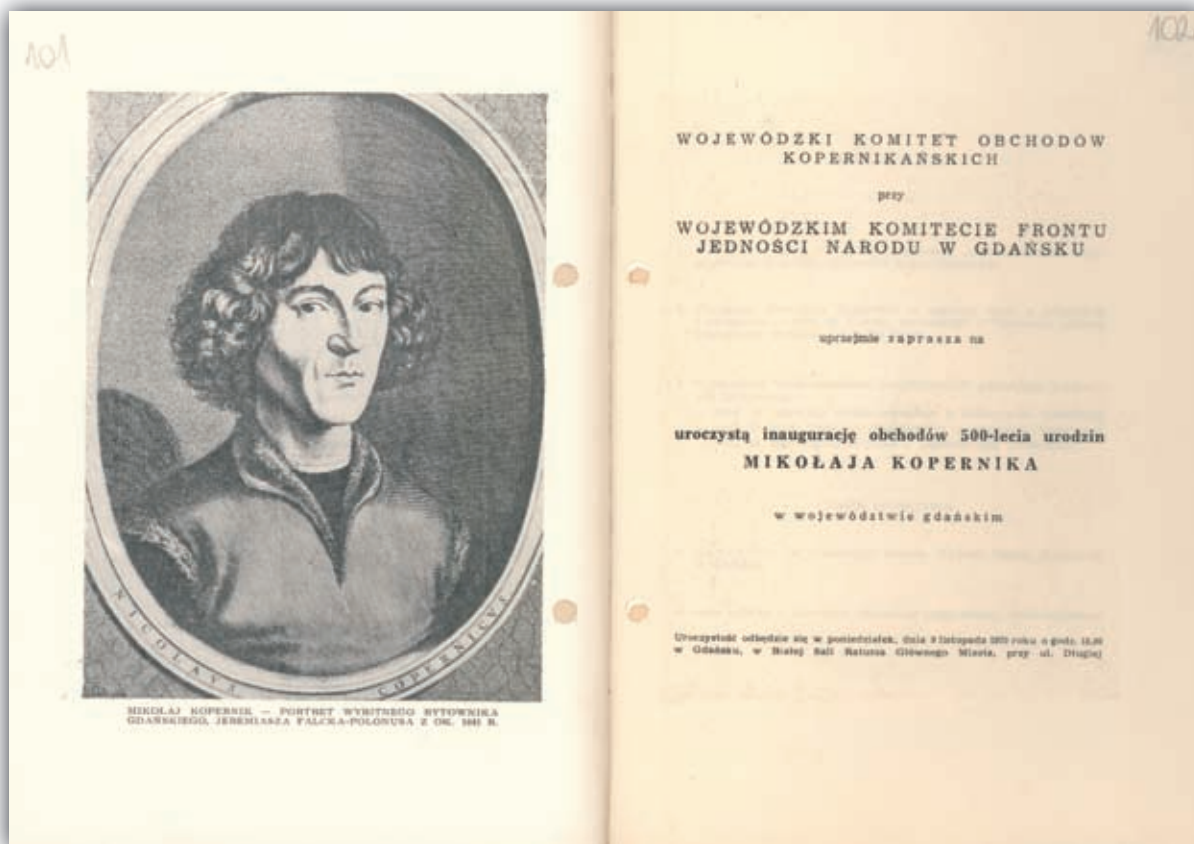 101
NICOLAVS COPERNICVS
MIKOŁAJ KOPERNIK — PORTRET WYBITNEGO RYTOWNIKA
GDAŃSKIEGO, JEREMIASZA FALCKA-POLONUSA Z OK. R.
102
WOJEWÓDZKI KOMITET OBCHODÓW
KOPERNIKAŃSKICH
przy
WOJEWÓDZKIM KOMITECIE FRONTU
JEDNOŚCI NARODU W GDAŃSKU
uprzejmie zaprasza na
uroczystą inaugurację obchodów 500-lecia urodzin
MIKOŁAJA KOPERNIKA
w województwie gdańskim
Uroczystość odbędzie się w poniedziałek, dnia 9 listopada 1970 roku o godz.
w Gdańsku, w Białej Sali Ratusza Głównego Miasta, przy ul. Długiej